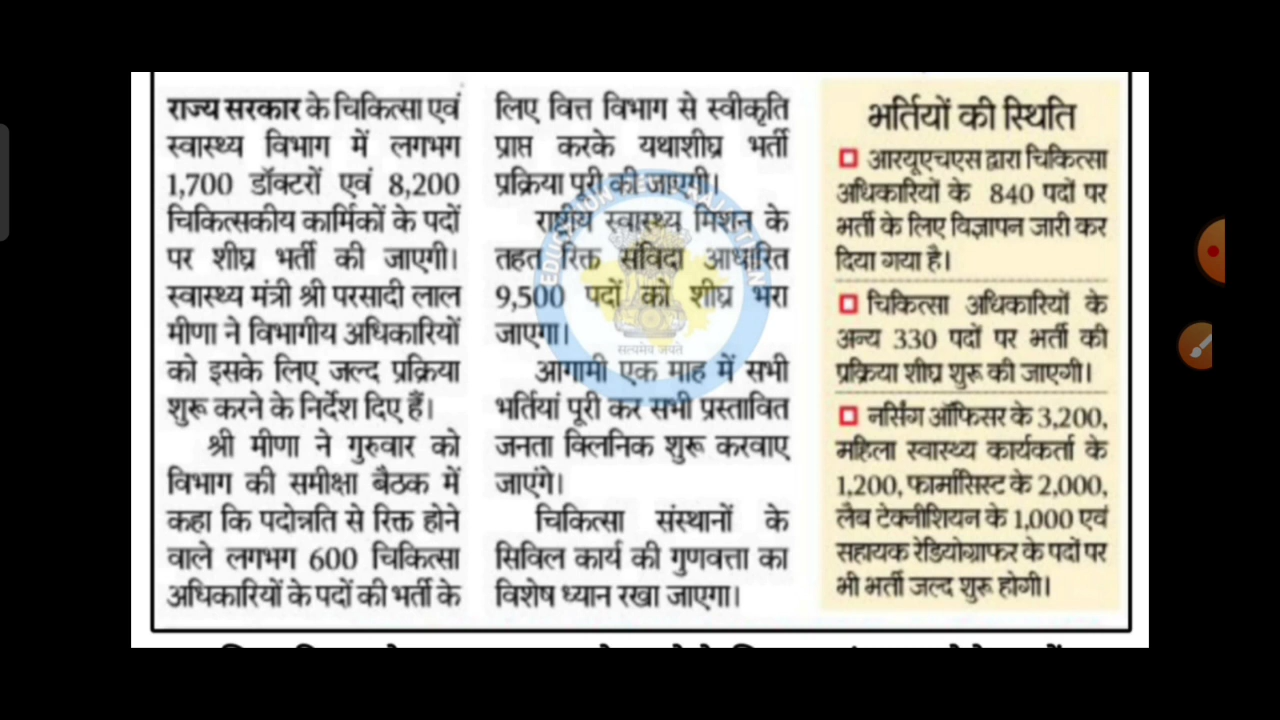 राज्य सरकार के चिकित्सा एवं
स्वास्थ्य विभाग में लगभग
1,700 डॉक्टरों एवं 8,200
चिकित्सकीय कार्मिकों के पदों
पर शीघ्र भर्ती की जाएगी।
स्वास्थ्य मंत्री श्री परसादी लाल
मीणा ने विभागीय अधिकारियों
को इसके लिए जल्द प्रक्रिया
शुरू करने के निर्देश दिए हैं।
श्री मीणा ने गुरुवार को
विभाग की समीक्षा बैठक में
कहा कि पदोन्नति से रिक्त होने
वाले लगभग 600 चिकित्सा
अधिकारियों के पदों की भर्ती के
लिए वित्त विभाग से स्वीकृति
प्राप्त करके यथाशीघ्र भर्ती
प्रक्रिया पूरी की जाएगी।
राष्ट्रीय स्वास्थ्य मिशन के
तहत रिक्त संविदा आधारित
9,500 पदों को शीघ्र भरा
जाएगा।
आगामी एक माह में सभी
भर्तियां पूरी कर सभी प्रस्तावित
जनता क्लिनिक शुरू करवाए
जाएंगे।
चिकित्सा संस्थानों के
सिविल कार्य की गुणवत्ता का
विशेष ध्यान रखा जाएगा।
सत्यमेव जयते
भर्तियों की स्थिति
आरयूएचएस द्वारा चिकित्सा
अधिकारियों के 840 पदों पर
भर्ती के लिए विज्ञापन जारी कर
दिया गया है।
चिकित्सा अधिकारियों के
अन्य 330 पदों पर भर्ती की
प्रक्रिया शीघ्र शुरू की जाएगी।
नर्सिंग ऑफिसर के 3,200,
महिला स्वास्थ्य कार्यकर्ता के
1,200, फार्मासिस्ट के 2,000,
लैब टेक्नीशियन के 1,000 एवं
सहायक रेडियोग्राफर के पदों पर
भी भर्ती जल्द शुरू होगी।